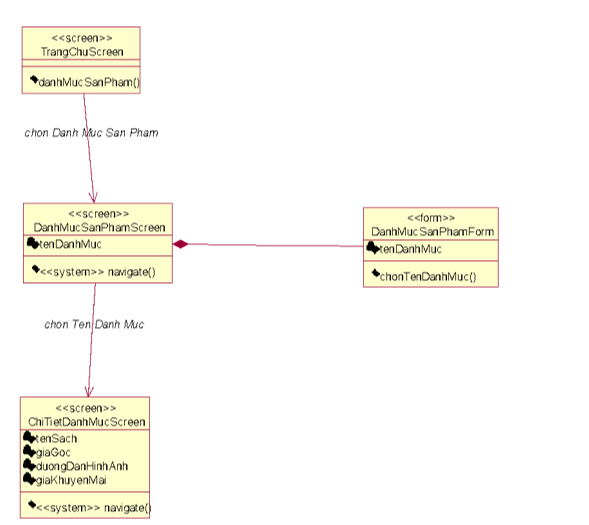 <<screen>>
TrangChuScreen
danhMucSanPham()
chon Danh Muc San Pham
<<screen>>
DanhMucSanPhamScreen
tenDanhMuc
<<system>> navigate()
<<form>>
DanhMucSanPhamForm
tenDanhMuc
chonTenDanhMuc()
chon Ten Danh Muc
<<screen>>
ChiTietDanhMucScreen
tenSach
giaGoc
duongDanHinhAnh
giaKhuyenMai
<<system>> navigate()